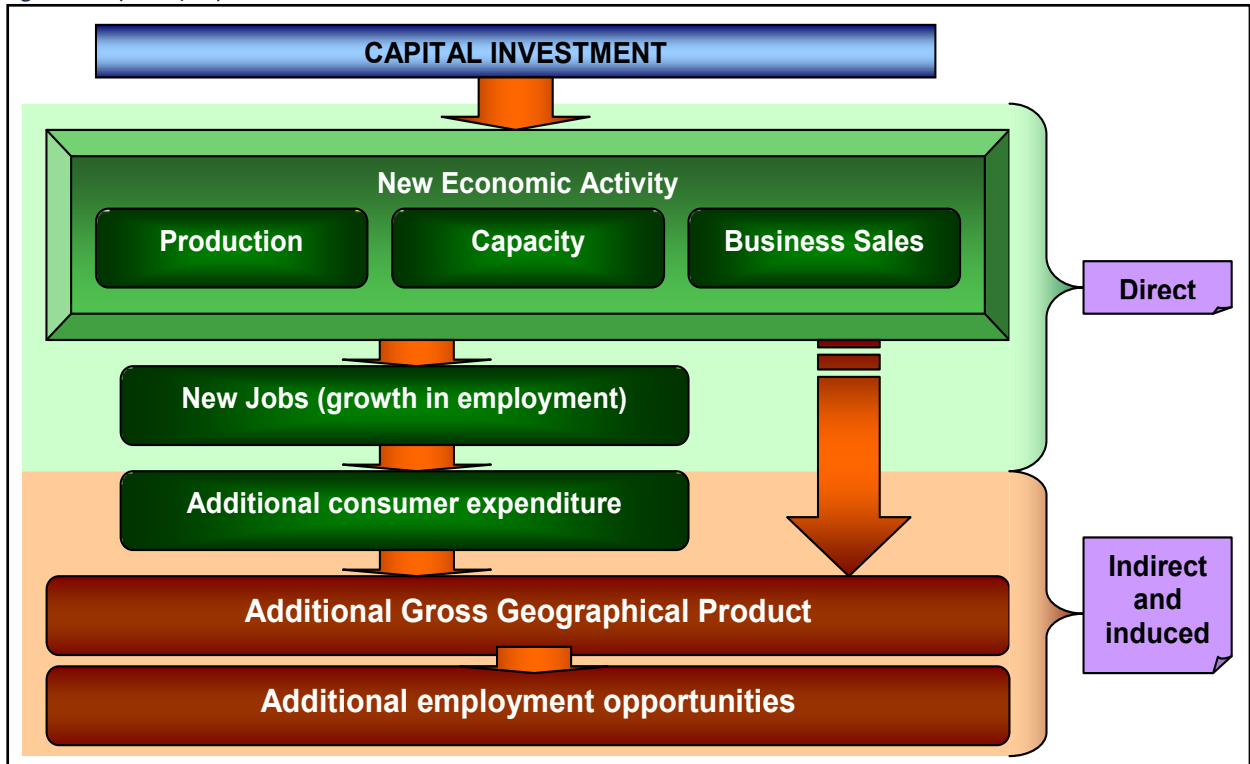 CAPITAL INVESTMENT
New Economic Activity
Production
Capacity
Business Sales
Direct
New Jobs (growth in employment)
Additional consumer expenditure
Indirect
and
induced
Additional Gross Geographical Product
Additional employment opportunities